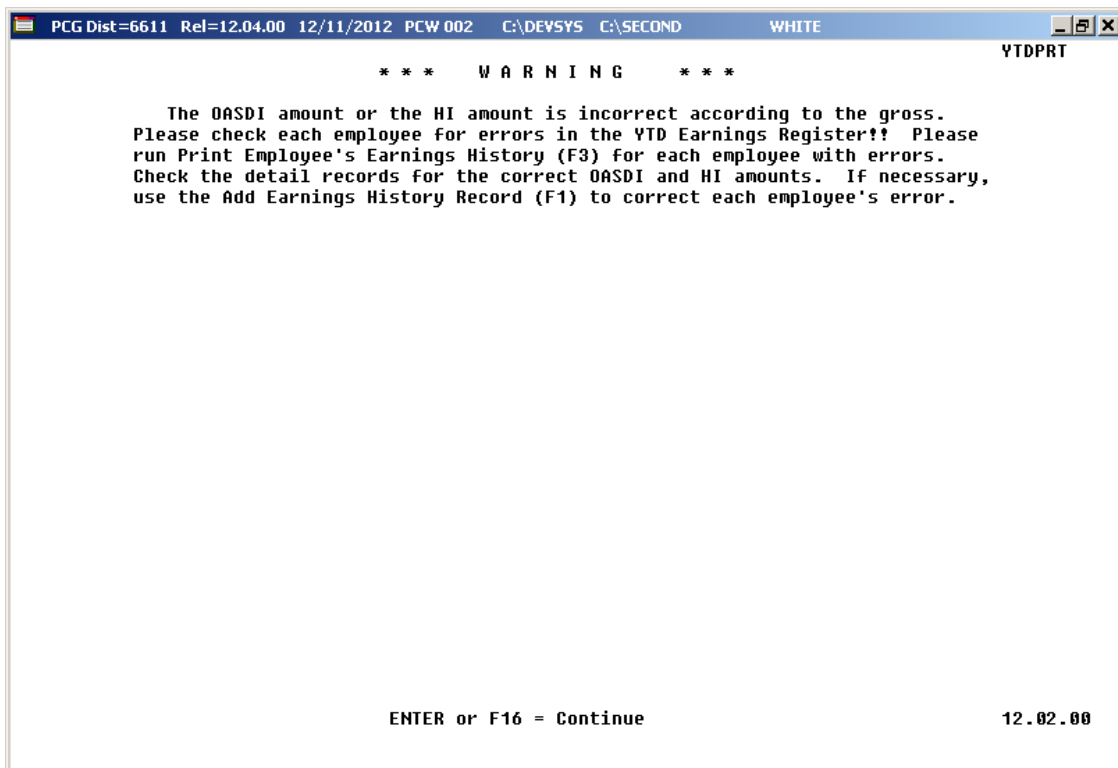 PCG Dist=6611 Rel=12.04.00 12/11/2012 PCW 002 C:\DEVSYS C:\SECOND WHITE
YTDPRT
* * * W A R N I N G * * *
The OASDI amount or the HI amount is incorrect according to the gross.
Please check each employee for errors in the YTD Earnings Register!! Please
run Print Employee's Earnings History (F3) for each employee with errors.
Check the detail records for the correct OASDI and HI amounts. If necessary,
use the Add Earnings History Record (F1) to correct each employee's error.
ENTER or F16 = Continue 12.02.00